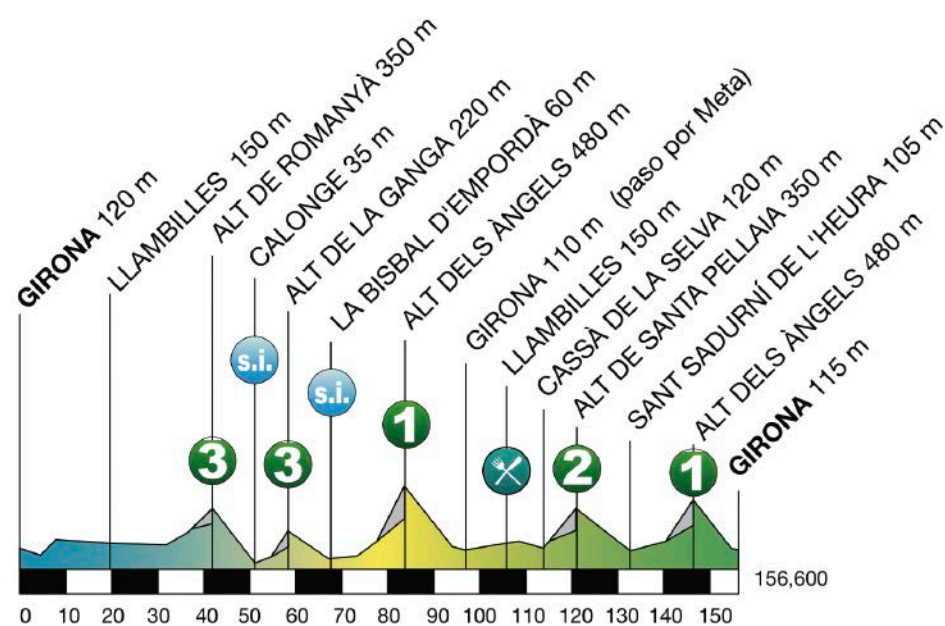 GIRONA 120 m
LLAMBILLES 150 m
ALT DE ROMANYÀ 350 m
CALONGE 35 m
ALT DE LA GANGA 220 m
LA BISBAL D'EMPORDÀ 60 m
ALT DELS ÀNGELS 480 m
GIRONA 110 m (paso por Meta)
LLAMBILLES 150 m
CASSÀ DE LA SELVA 120 m
ALT DE SANTA PELLAIA 350 m
SANT SADURNÍ DE L'HEURA 105 m
ALT DELS ÀNGELS 480 m
GIRONA 115 m
s.i.
s.i.
1
3
3
2
1
156,600
0 10 20 30 40 50 60 70 80 90 100 110 120 130 140 150